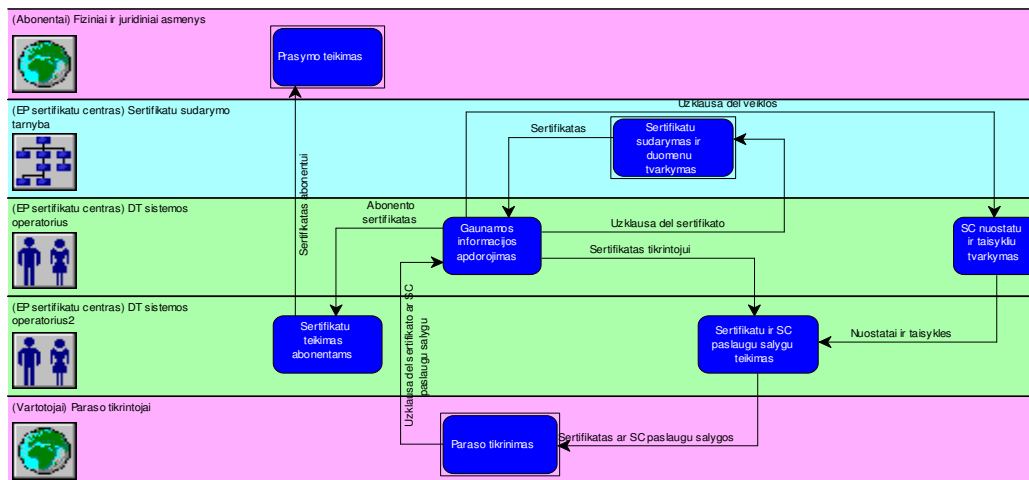 (Abonentai) Fiziniai ir juridiniai asmenys
Prasymo teikimas
(EP sertifikatu centras) Sertifikatu sudarymo
tarnyba
Uzklausa del veiklos
Sertifikatas
Sertifikatu
sudarymas ir
duomenu
tvarkymas
Sertifikatas abonentui
(EP sertifikatu centras) DT sistemos
operatorius
Abonento
sertifikatas
Gaunamos
informacijos
apdorojimas
Uzklausa del sertifikato
Sertifikatas tikrintojui
SC nuostatu
ir taisykliu
tvarkymas
(EP sertifikatu centras) DT sistemos
operatorius2
Sertifikatu
teikimas
abonentams
Uzklausa del sertifikato ar SC
paslaugu salygu
Sertifikatu ir SC
paslaugu salygu
teikimas
Nuostatai ir taisykles
(Vartotojai) Paraso tikrintojai
Paraso tikrinimas
Sertifikatas ar SC paslaugu salygos